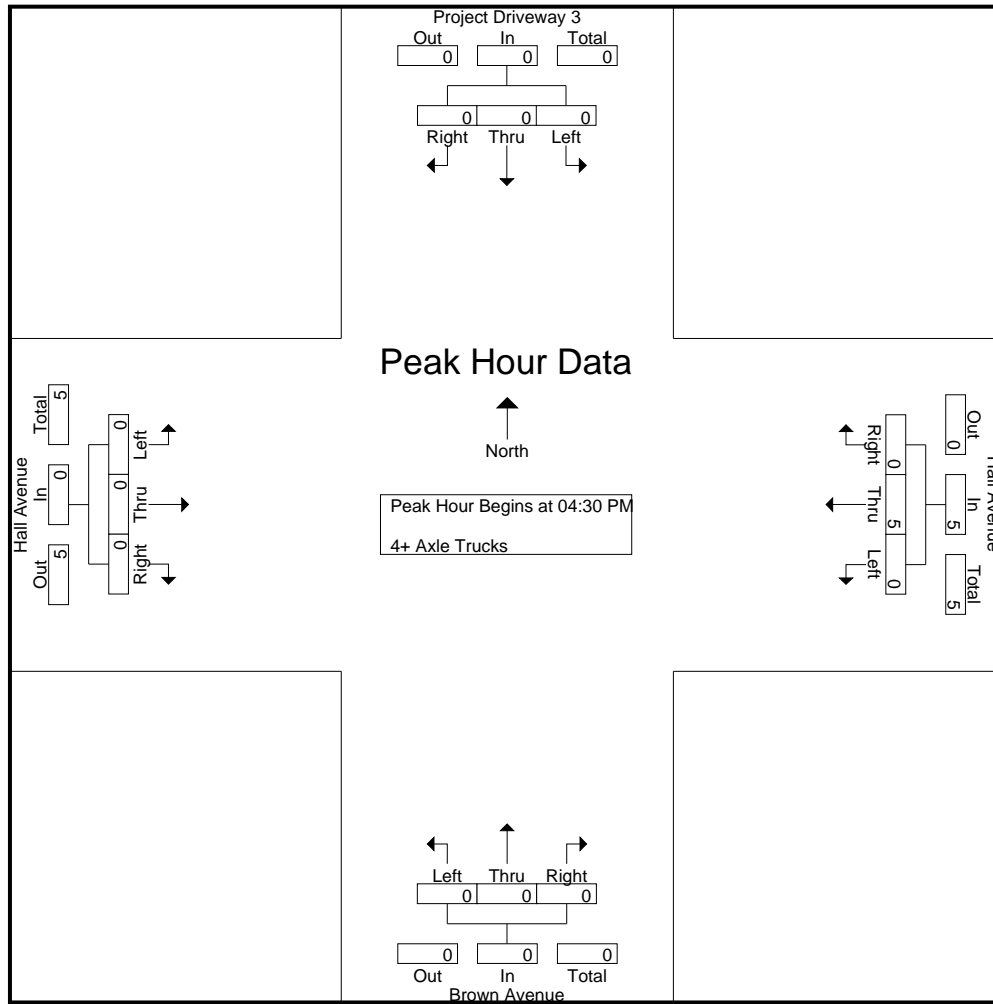 Project Driveway 3
Out In Total
0 0 0
0 0 0
Right Thru Left
Peak Hour Data
North
Peak Hour Begins at 04:30 PM
4+ Axle Trucks
Hall Avenue
Out In Total
5 0 5
0 0 0
Left Thru Right
Hall Avenue
Out In Total
0 5 5
0 5 0
Right Thru Left
Left Thru Right
0 0 0
0 0 0
Out In Total
Brown Avenue